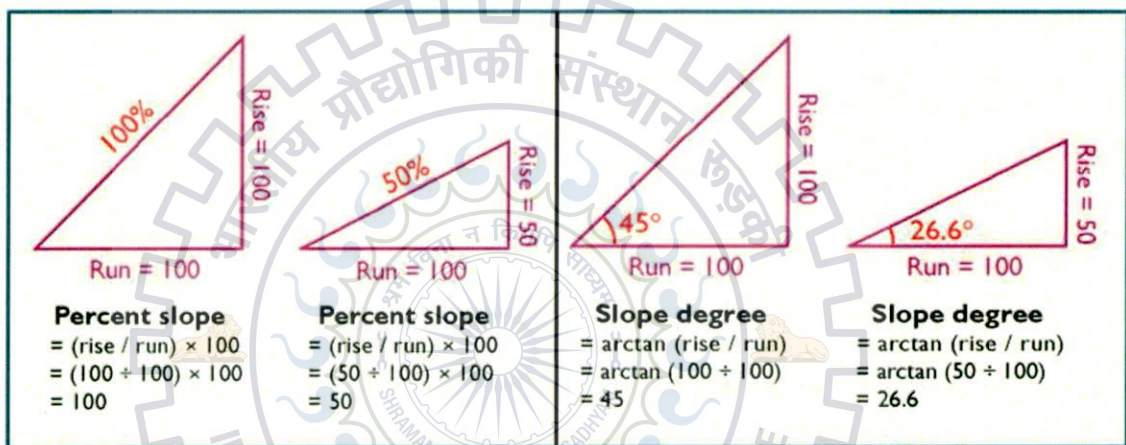 भारतीय प्रौद्योगिकी संस्थान रुड़की
100%
Rise = 100
Run = 100
Percent slope
= (rise / run) × 100
= (100 ÷ 100) × 100
= 100
50%
Rise = 50
Run = 100
Percent slope
= (rise / run) × 100
= (50 ÷ 100) × 100
= 50
45°
Rise = 100
Run = 100
Slope degree
= arctan (rise / run)
= arctan (100 ÷ 100)
= 45
26.6°
Rise = 50
Run = 100
Slope degree
= arctan (rise / run)
= arctan (50 ÷ 100)
= 26.6